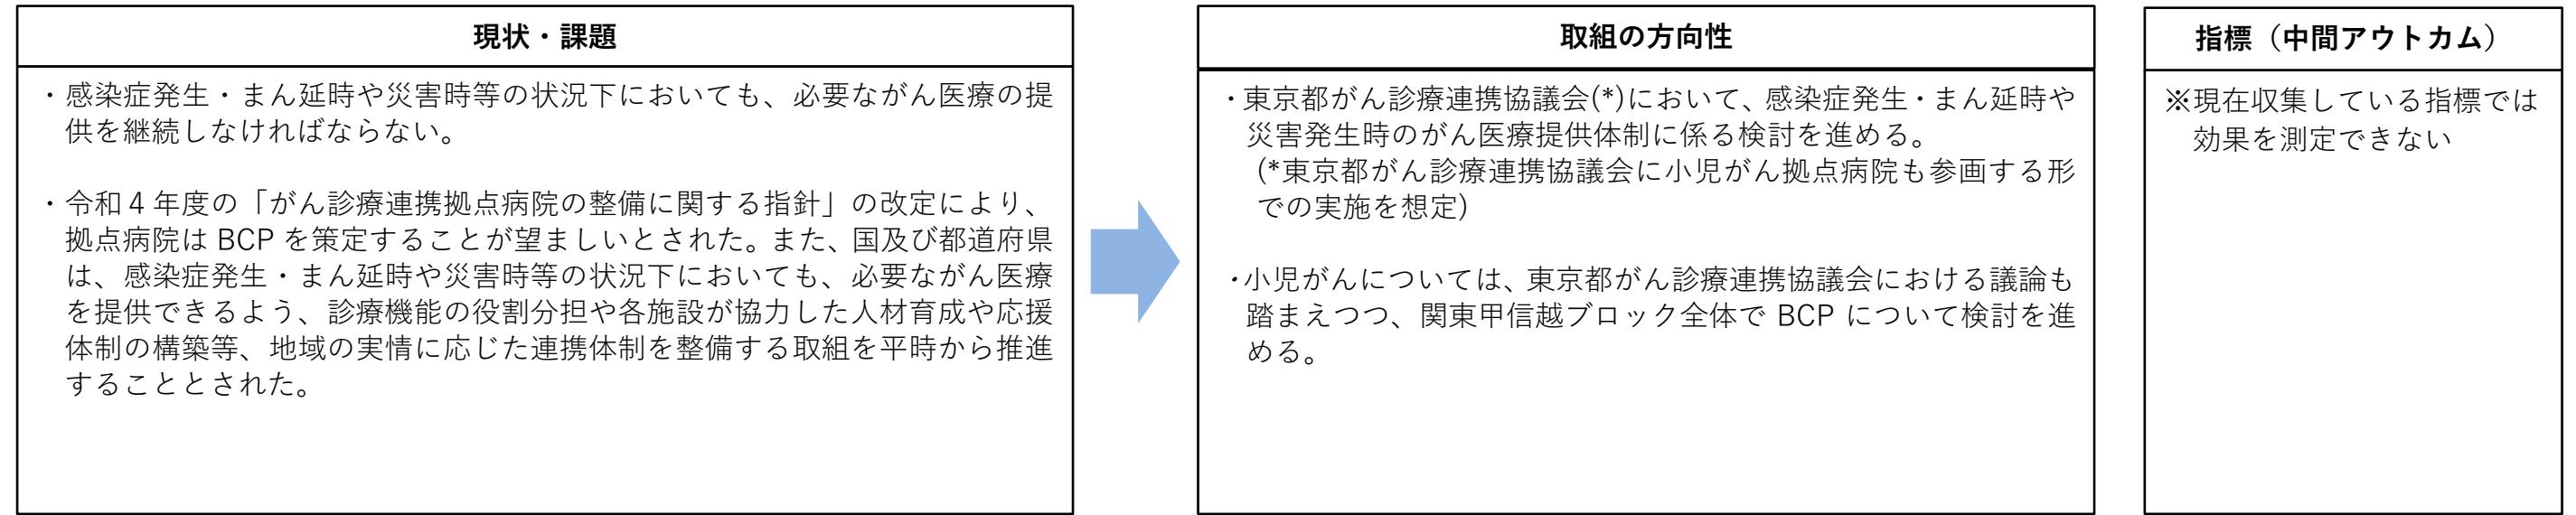 現状・課題
・感染症発生・まん延時や災害時等の状況下においても、必要ながん医療の提
供を継続しなければならない。
・令和４年度の「がん診療連携拠点病院の整備に関する指針」の改定により、
拠点病院は BCP を策定することが望ましいとされた。また、国及び都道府県
は、感染症発生・まん延時や災害時等の状況下においても、必要ながん医療
を提供できるよう、診療機能の役割分担や各施設が協力した人材育成や応援
体制の構築等、地域の実情に応じた連携体制を整備する取組を平時から推進
することとされた。
取組の方向性
・東京都がん診療連携協議会(*)において、感染症発生・まん延時や
災害発生時のがん医療提供体制に係る検討を進める。
(*東京都がん診療連携協議会に小児がん拠点病院も参画する形
での実施を想定)
・小児がんについては、東京都がん診療連携協議会における議論も
踏まえつつ、関東甲信越ブロック全体で BCP について検討を進
める。
指標（中間アウトカム）
※現在収集している指標では
効果を測定できない